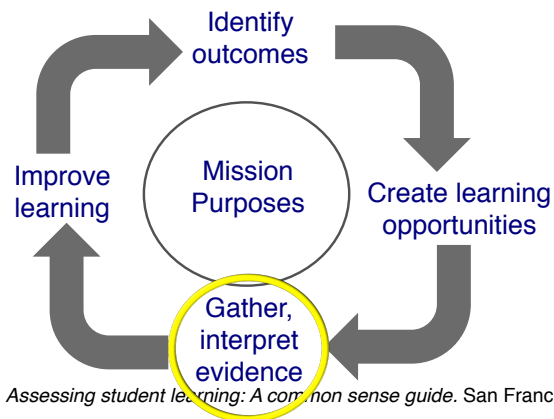 Identify
outcomes
Mission
Purposes
Improve
learning
Create learning
opportunities
Gather,
interpret
evidence
Assessing student learning: A common sense guide. San Franc